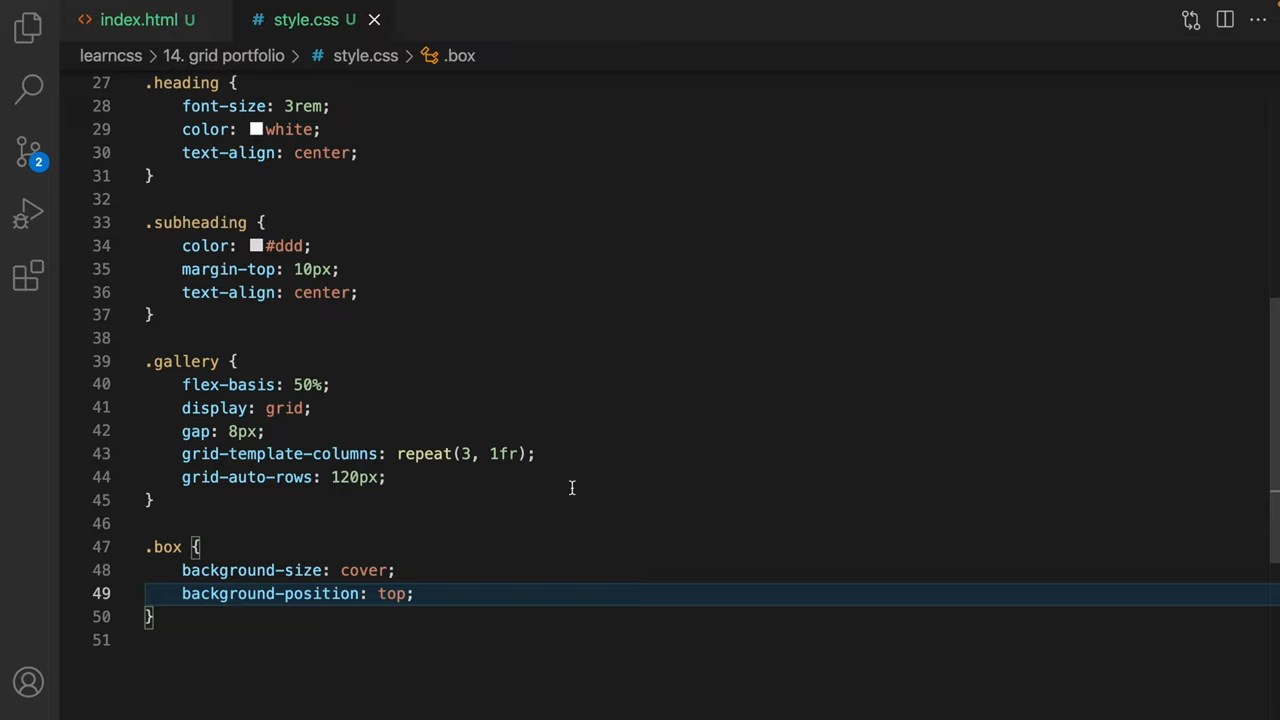 index.html U
style.css U
learncss > 14. grid portfolio > # style.css > .box
27 .heading {
28 font-size: 3rem;
29 color: white;
30 text-align: center;
31 }
32
33 .subheading {
34 color: #ddd;
35 margin-top: 10px;
36 text-align: center;
37 }
38
39 .gallery {
40 flex-basis: 50%;
41 display: grid;
42 gap: 8px;
43 grid-template-columns: repeat(3, 1fr);
44 grid-auto-rows: 120px;
45 }
46
47 .box {
48 background-size: cover;
49 background-position: top;
50 }
51
2